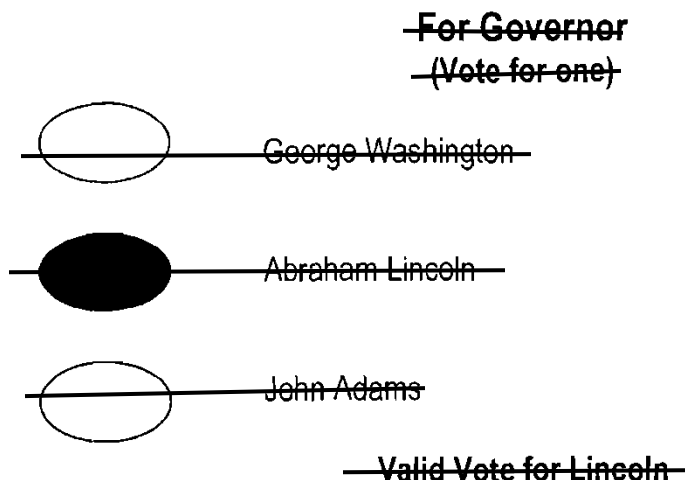 For Governor
(Vote for one)
George Washington
Abraham Lincoln
John Adams
Valid Vote for Lincoln